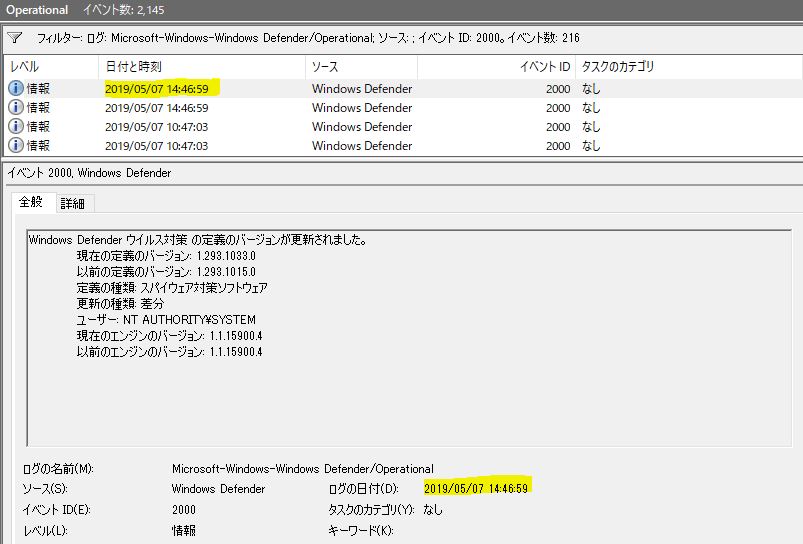 Operational イベント数: 2,145
フィルター: ログ: Microsoft-Windows-Windows Defender/Operational; ソース: ; イベント ID: 2000。イベント数: 216
レベル 日付と時刻 ソース イベント ID タスクのカテゴリ
情報 2019/05/07 14:46:59 Windows Defender 2000 なし
情報 2019/05/07 14:46:59 Windows Defender 2000 なし
情報 2019/05/07 10:47:03 Windows Defender 2000 なし
情報 2019/05/07 10:47:03 Windows Defender 2000 なし
イベント 2000, Windows Defender
全般 詳細
Windows Defender ウイルス対策 の定義のバージョンが更新されました。
現在の定義のバージョン: 1.293.1033.0
以前の定義のバージョン: 1.293.1015.0
定義の種類: スパイウェア対策ソフトウェア
更新の種類: 差分
ユーザー: NT AUTHORITY¥SYSTEM
現在のエンジンのバージョン: 1.1.15900.4
以前のエンジンのバージョン: 1.1.15900.4
ログの名前(M): Microsoft-Windows-Windows Defender/Operational
ソース(S): Windows Defender ログの日付(D): 2019/05/07 14:46:59
イベント ID(E): 2000 タスクのカテゴリ(Y): なし
レベル(L): 情報 キーワード(K):